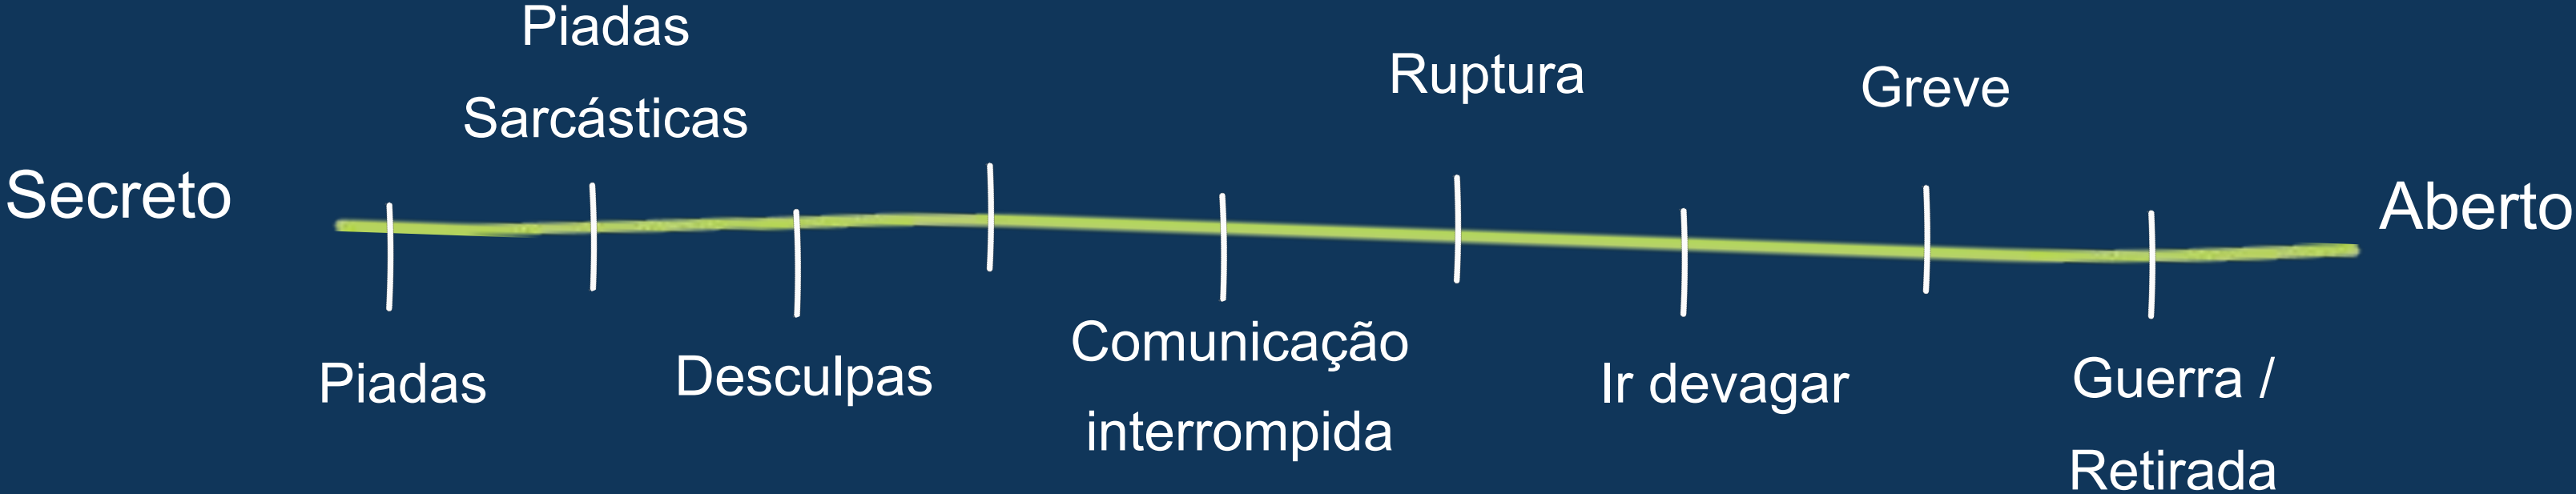 Piadas
Sarcásticas
Ruptura
Greve
Secreto
Aberto
Piadas
Desculpas
Comunicação
interrompida
Ir devagar
Guerra /
Retirada